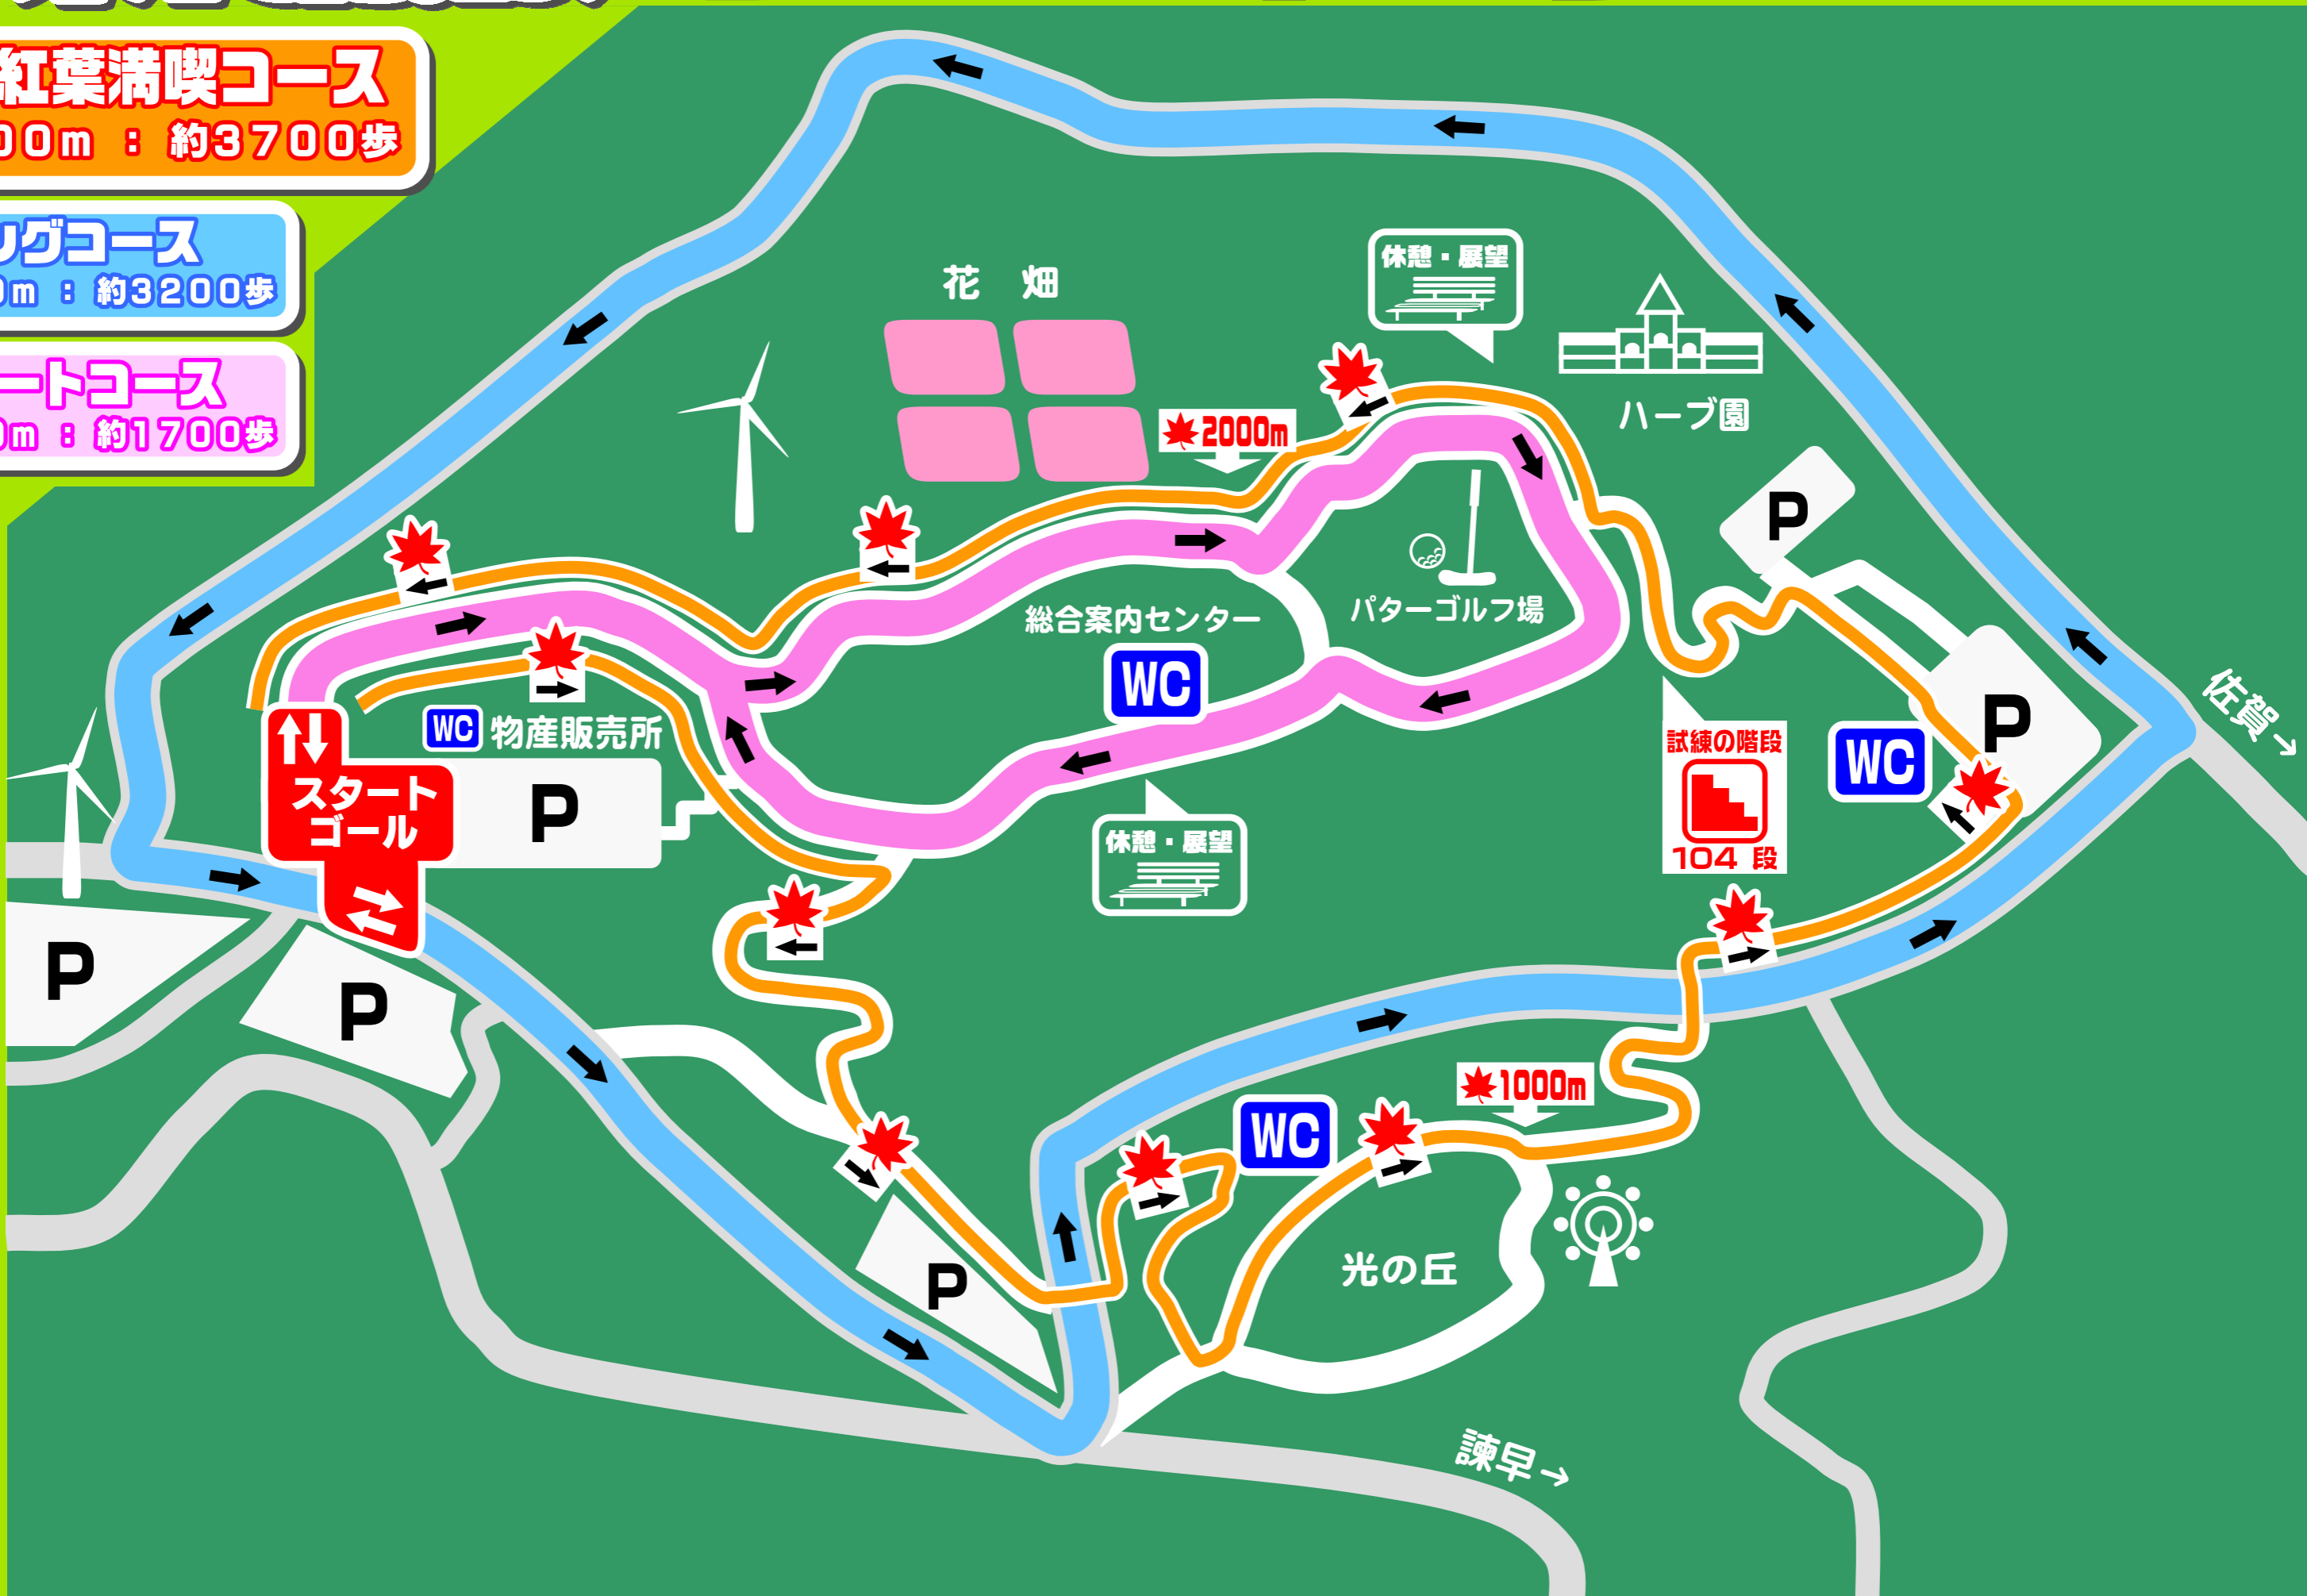 紅葉満喫コース
00m ： 約3700歩
グコース
0m ： 約3200歩
ートコース
0m ： 約1700歩
花 畑
休憩・展望
ハーブ園
2000m
P
総合案内センター
WC
パターゴルフ場
WC 物産販売所
スタート
ゴール
P
休憩・展望
試練の階段
104 段
WC
P
佐賀→
P
P
1000m
WC
P
光の丘
諫早→